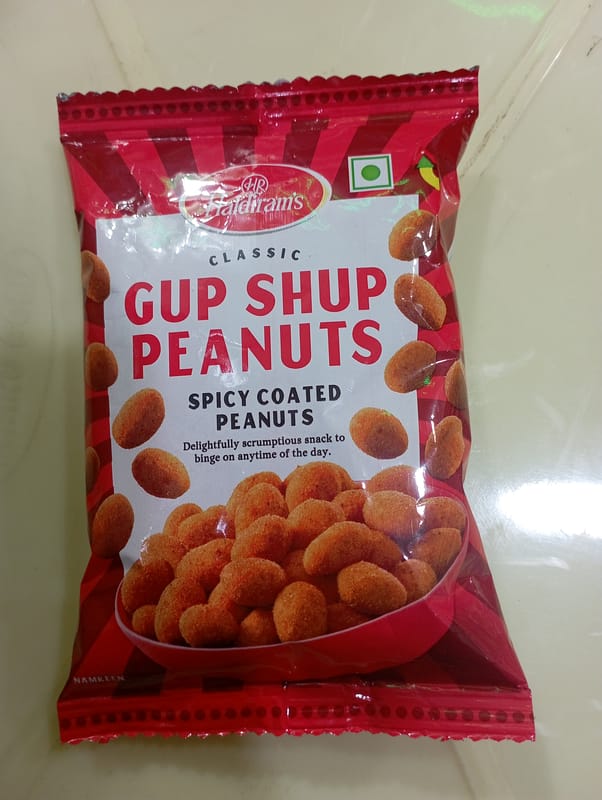 HR
Haldiram's
CLASSIC
GUP SHUP
PEANUTS
SPICY COATED
PEANUTS
Delightfully scrumptious snack to
binge on anytime of the day.
NAMKEEN